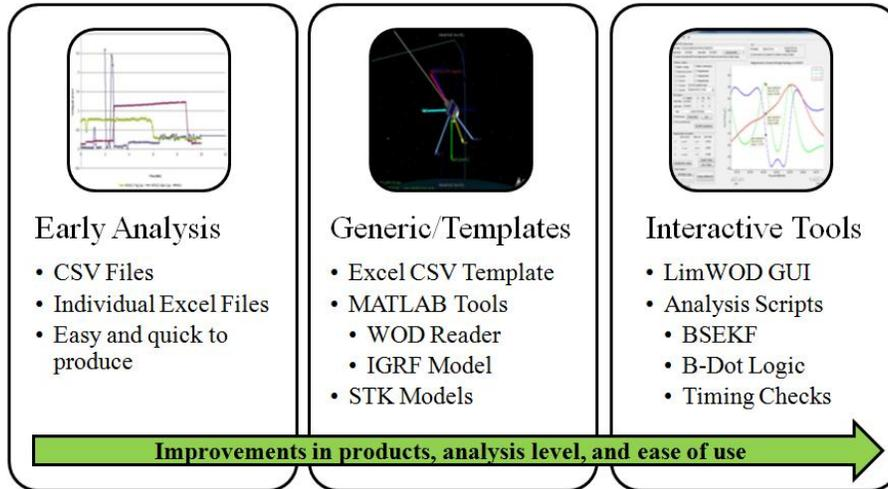 Early Analysis
• CSV Files
• Individual Excel Files
• Easy and quick to
produce
Generic/Templates
• Excel CSV Template
• MATLAB Tools
• WOD Reader
• IGRF Model
• STK Models
Interactive Tools
• LimWOD GUI
• Analysis Scripts
• BSEKF
• B-Dot Logic
• Timing Checks
Improvements in products, analysis level, and ease of use